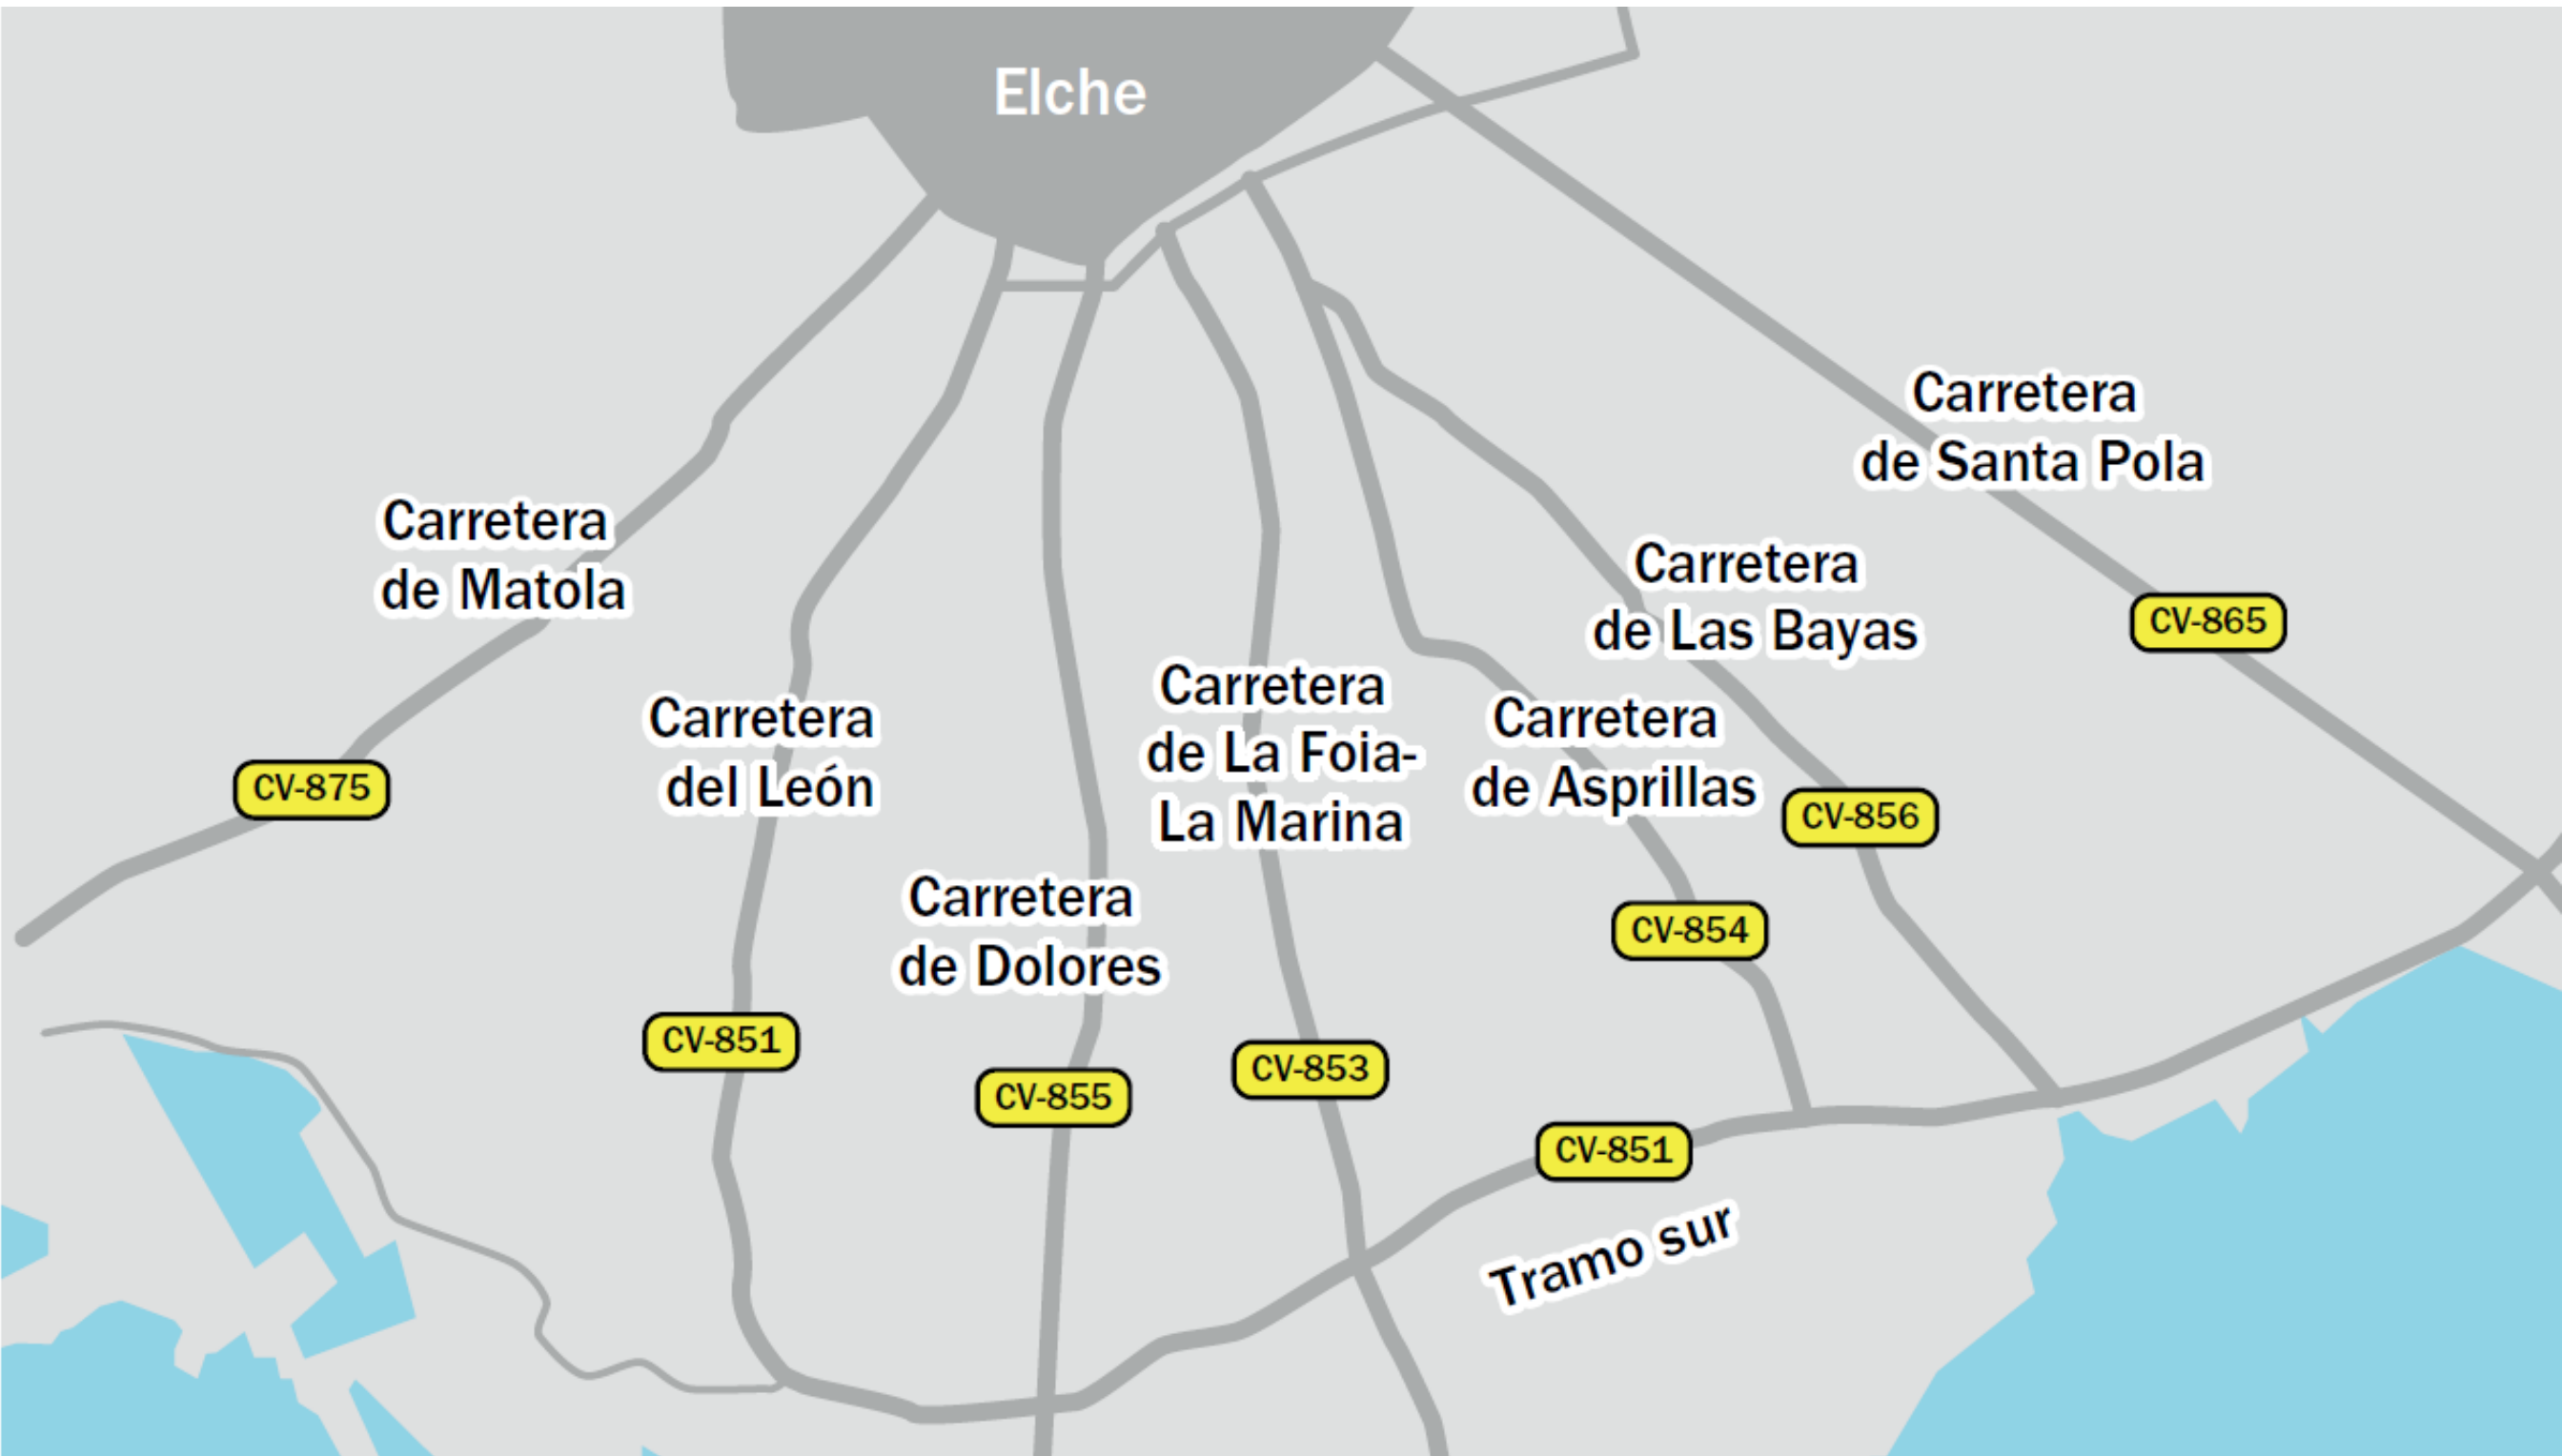 Elche
Carretera
de Santa Pola
Carretera
de Matola
Carretera
de Las Bayas
CV-865
Carretera
de La Foia-
La Marina
Carretera
del León
Carretera
de Asprillas
CV-875
CV-856
Carretera
de Dolores
CV-854
CV-851
CV-853
CV-855
CV-851
Tramo sur